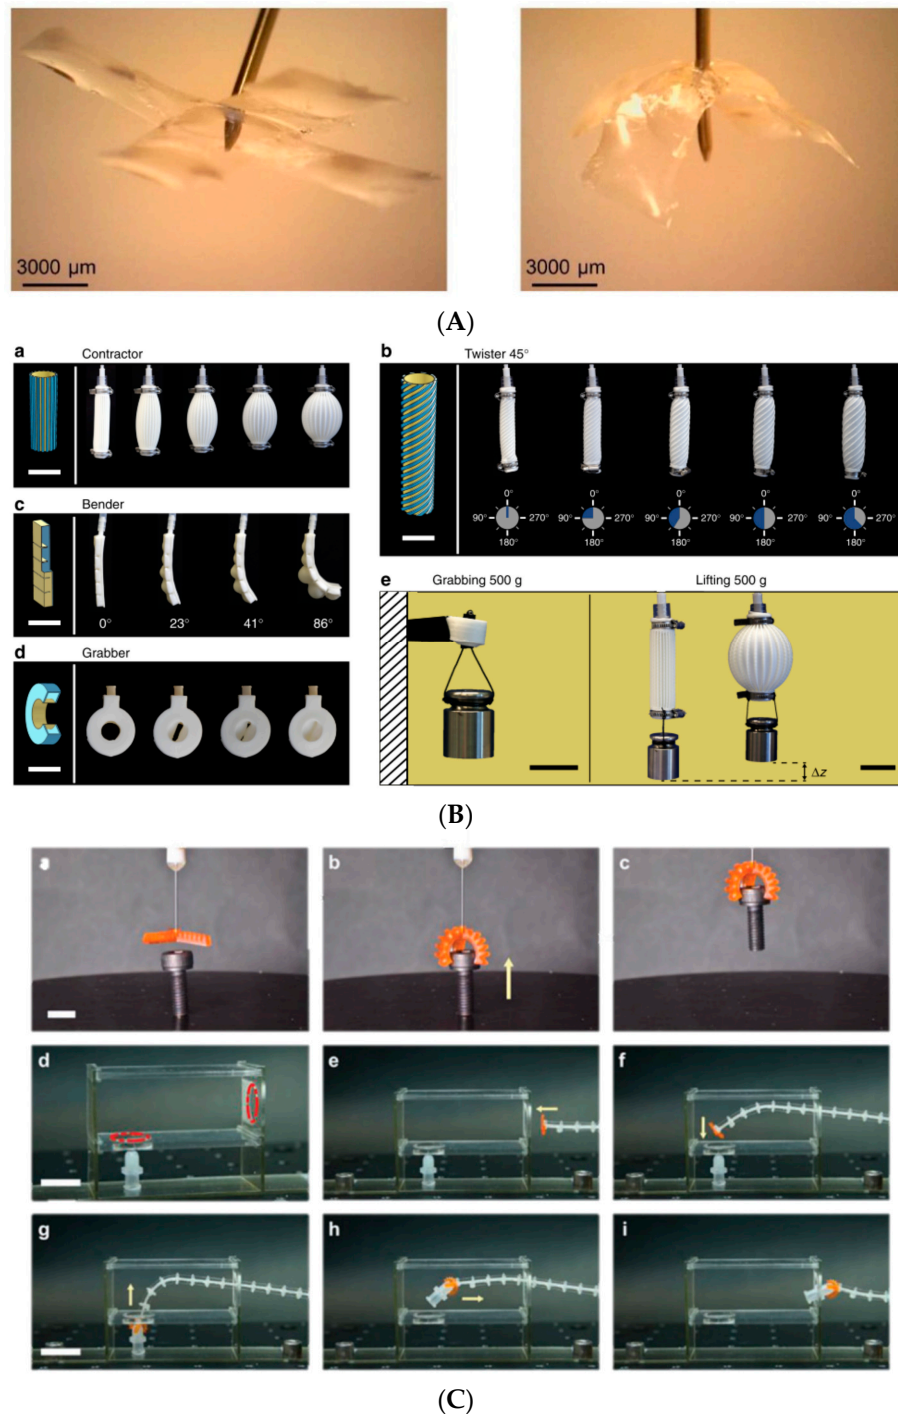 3000 µm
3000 µm
(A)
a Contractor
b Twister 45°
0° 0° 0° 0° 0°
90° 270° 90° 270° 90° 270° 90° 270° 90° 270°
180° 180° 180° 180° 180°
c Bender
0° 23° 41° 86°
d Grabber
e Grabbing 500 g Lifting 500 g
Δz
(B)
a b c
d e f
g h i
(C)